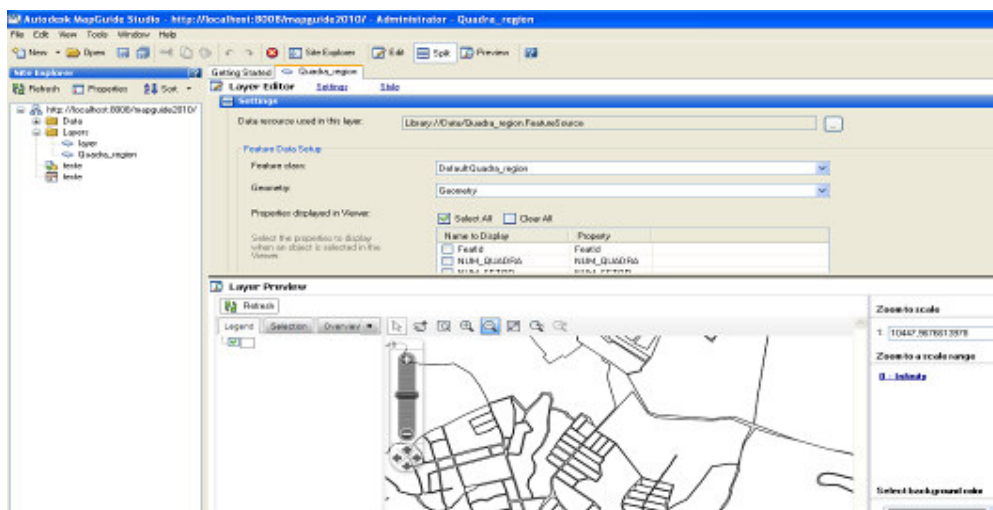 Autodesk MapGuide Studio - http://localhost:8008/mapguide2010/ - Administrator - Quadra_region
File Edit View Tools Window Help
New Open Site Explorer Edit Split Preview
Site Explorer
Getting Started Quadra_region
Refresh Properties Sort
Layer Editor Settings Style
Settings
http://localhost:8008/mapguide2010/
Data
Layers
layer
Quadra_region
teste
teste
Data resource used in this layer: Library://Data/Quadra_region.FeatureSource ...
Feature Data Setup
Feature class: Default:Quadra_region
Geometry: Geometry
Properties displayed in Viewer: Select All Clear All
Select the properties to display when an object is selected in the Viewer.
Name to Display Property
FeatId FeatId
NUM_QUADRA NUM_QUADRA
NUM_SETOR NUM_SETOR
Layer Preview
Refresh
Legend Selection Overview
Zoom to scale
1: 10447,9676813978
Zoom to a scale range
0 - Infinity
Select background color